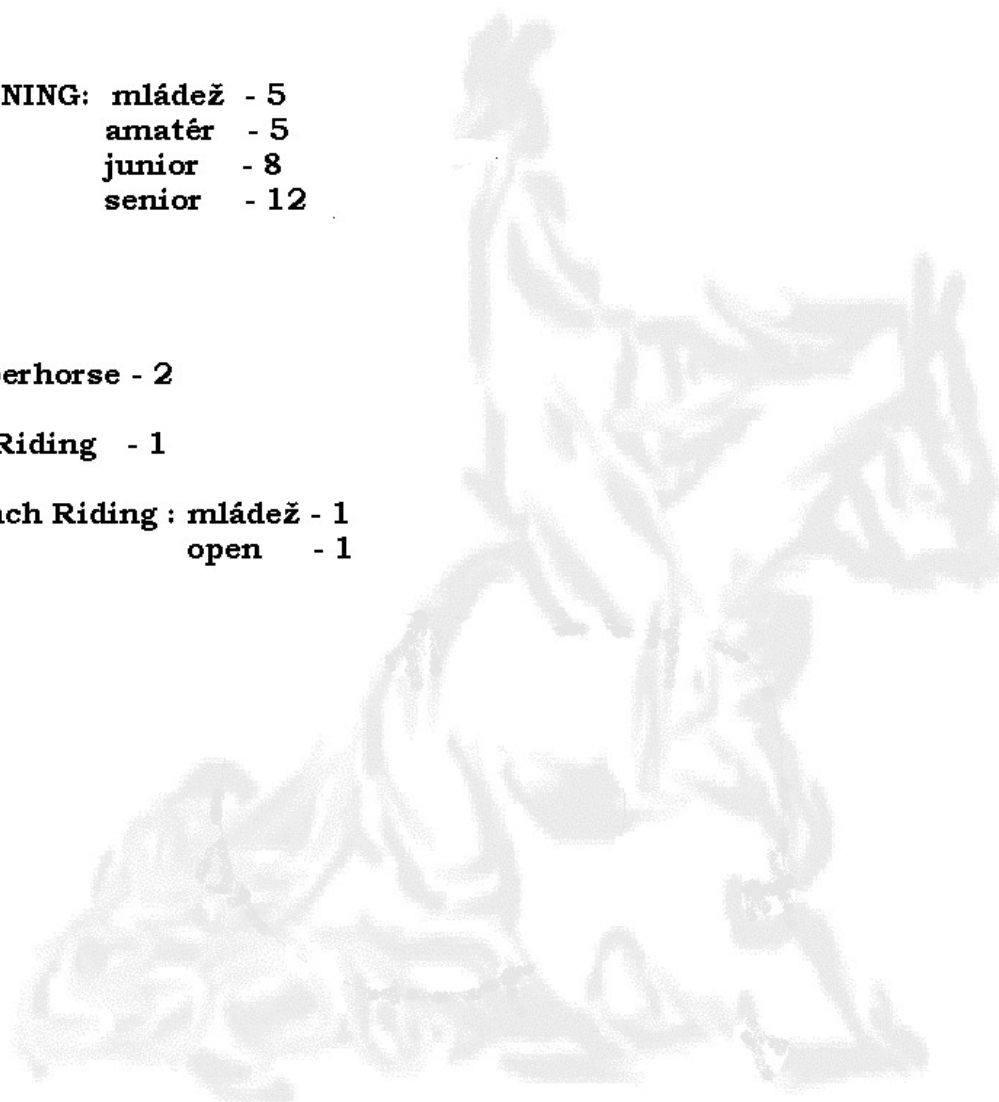 NING: mládež - 5
amatér - 5
junior - 8
senior - 12
erhorse - 2
Riding - 1
ch Riding : mládež - 1
open - 1